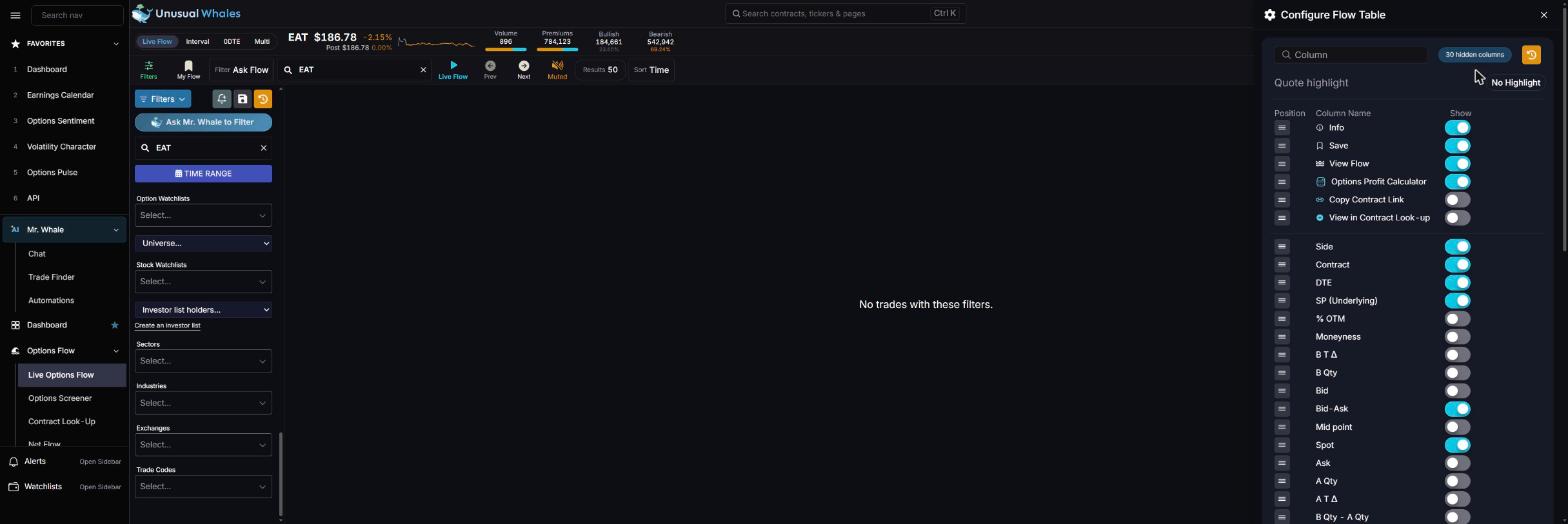 Search nav
Unusual Whales
Search contracts, tickers & pages
Ctrl K
Configure Flow Table
FAVORITES
1 Dashboard
2 Earnings Calendar
3 Options Sentiment
4 Volatility Character
5 Options Pulse
6 API
AI Mr. Whale
Chat
Trade Finder
Automations
Dashboard
Options Flow
Live Options Flow
Options Screener
Contract Look-Up
Net Flow
Alerts Open Sidebar
Watchlists Open Sidebar
Live Flow Interval 0DTE Multi
EAT $186.78 -2.15%
Post $186.78 0.00%
Volume
896
Premiums
784,123
Bullish
184,661
Bearish
542,942
69.24%
Filters
My Flow
Filter Ask Flow
EAT
Live Flow
Prev
Next
Muted
Results 50
Sort Time
Filters
Ask Mr. Whale to Filter
EAT
TIME RANGE
Option Watchlists
Select...
Universe...
Stock Watchlists
Select...
Investor list holders...
Create an investor list
Sectors
Select...
Industries
Select...
Exchanges
Select...
Trade Codes
Select...
No trades with these filters.
Column
30 hidden columns
Quote highlight
No Highlight
Position Column Name Show
Info
Save
View Flow
Options Profit Calculator
Copy Contract Link
View in Contract Look-up
Side
Contract
DTE
SP (Underlying)
% OTM
Moneyness
B T Δ
B Qty
Bid
Bid-Ask
Mid point
Spot
Ask
A Qty
A T Δ
B Qty - A Qty